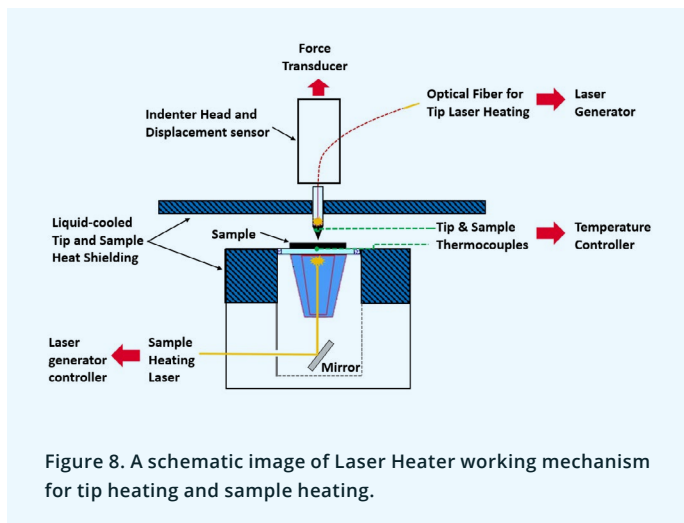 Force
Transducer
Indenter Head and
Displacement sensor
Optical Fiber for
Tip Laser Heating
Laser
Generator
Liquid-cooled
Tip and Sample
Heat Shielding
Sample
Tip & Sample
Thermocouples
Temperature
Controller
Laser
generator
controller
Sample
Heating
Laser
Mirror
Figure 8. A schematic image of Laser Heater working mechanism
for tip heating and sample heating.